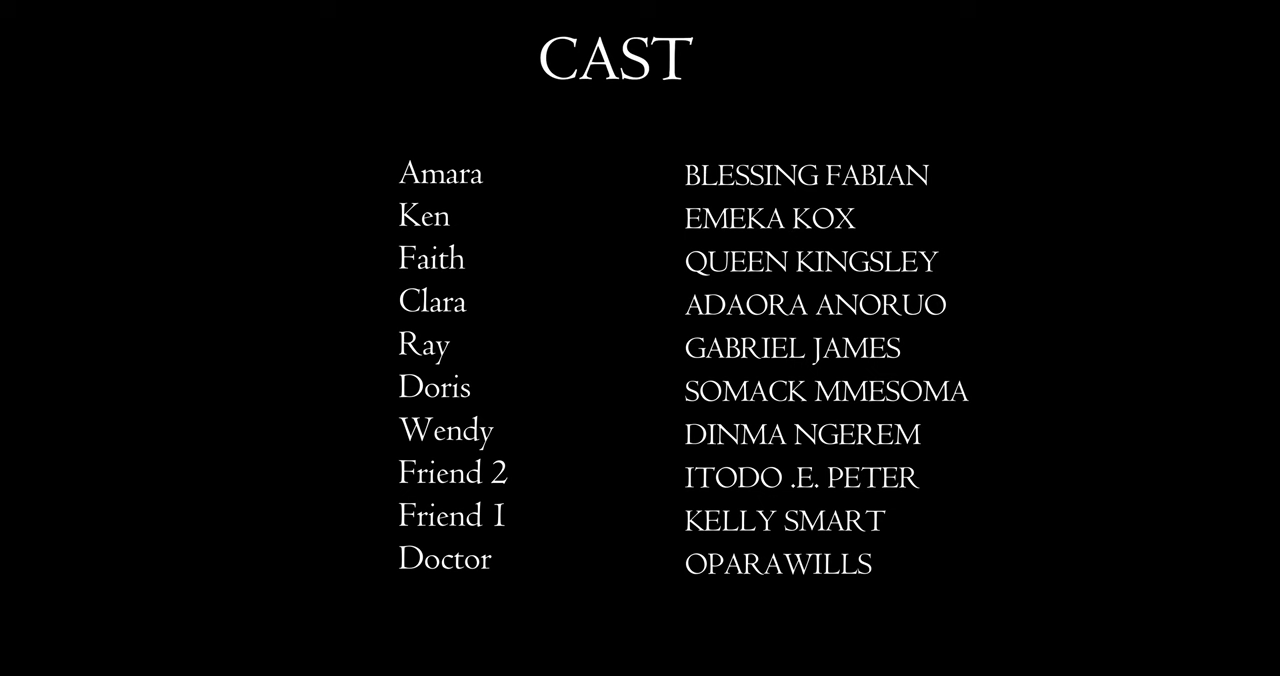 CAST
Amara BLESSING FABIAN
Ken EMEKA KOX
Faith QUEEN KINGSLEY
Clara ADAORA ANORUO
Ray GABRIEL JAMES
Doris SOMACK MMESOMA
Wendy DINMA NGEREM
Friend 2 ITODO .E. PETER
Friend 1 KELLY SMART
Doctor OPARAWILLS